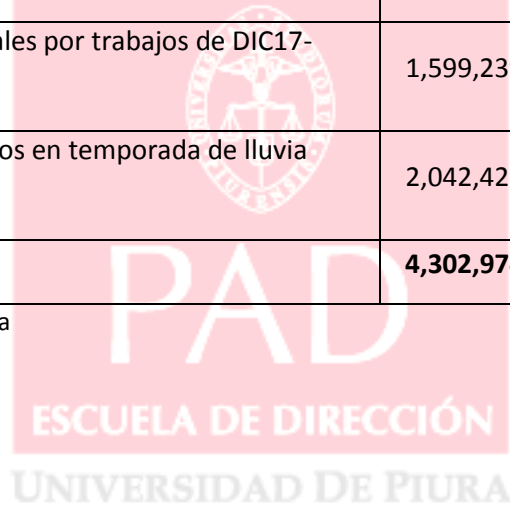 ales por trabajos de DIC17-
1,599,23
os en temporada de lluvia
2,042,42
4,302,97
a
PAD
ESCUELA DE DIRECCIÓN
UNIVERSIDAD DE PIURA